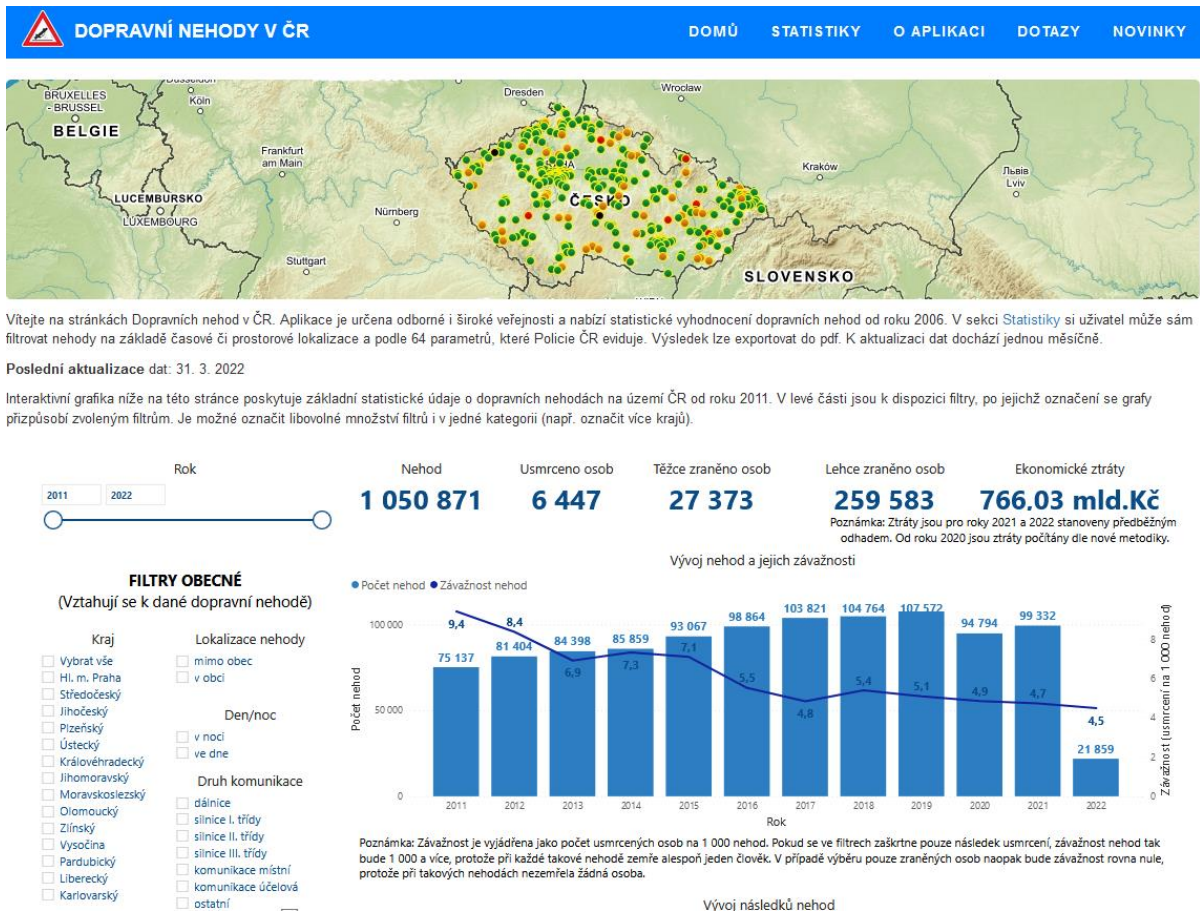 DOPRAVNÍ NEHODY V ČR
DOMŮ STATISTIKY O APLIKACI DOTAZY NOVINKY
BRUXELLES
- BRUSSEL
BELGIE
Köln
Dresden
Wrocław
Frankfurt
am Main
LUCEMBURSKO
LUXEMBOURG
Nürnberg
ČESKO
Kraków
Львів
Lviv
Stuttgart
SLOVENSKO
Vítejte na stránkách Dopravních nehod v ČR. Aplikace je určena odborné i široké veřejnosti a nabízí statistické vyhodnocení dopravních nehod od roku 2006. V sekci Statistiky si uživatel může sám
filtrovat nehody na základě časové či prostorové lokalizace a podle 64 parametrů, které Policie ČR eviduje. Výsledek lze exportovat do pdf. K aktualizaci dat dochází jednou měsíčně.
Poslední aktualizace dat: 31. 3. 2022
Interaktivní grafika níže na této stránce poskytuje základní statistické údaje o dopravních nehodách na území ČR od roku 2011. V levé části jsou k dispozici filtry, po jejichž označení se grafy
přizpůsobí zvoleným filtrům. Je možné označit libovolné množství filtrů i v jedné kategorii (např. označit více krajů).
Rok
2011 2022
Nehod Usmrceno osob Těžce zraněno osob Lehce zraněno osob Ekonomické ztráty
1 050 871 6 447 27 373 259 583 766,03 mld.Kč
Poznámka: Ztráty jsou pro roky 2021 a 2022 stanoveny předběžným
odhadem. Od roku 2020 jsou ztráty počítány dle nové metodiky.
FILTRY OBECNÉ
(Vztahují se k dané dopravní nehodě)
Kraj
Vybrat vše
Hl. m. Praha
Středočeský
Jihočeský
Plzeňský
Ústecký
Královéhradecký
Jihomoravský
Moravskoslezský
Olomoucký
Zlínský
Vysočina
Pardubický
Liberecký
Karlovarský
Lokalizace nehody
mimo obec
v obci
Den/noc
v noci
ve dne
Druh komunikace
dálnice
silnice I. třídy
silnice II. třídy
silnice III. třídy
komunikace místní
komunikace účelová
ostatní
Vývoj nehod a jejich závažnosti
Počet nehod Závažnost nehod
100 000
50 000
0
Počet nehod
75 137 81 404 84 398 85 859 93 067 98 864 103 821 104 764 107 572 94 794 99 332 21 859
9,4 8,4 6,9 7,3 7,1 5,5 4,8 5,4 5,1 4,9 4,7 4,5
8
6
4
2
0
Závažnost (usmrcení na 1 000 nehod)
2011 2012 2013 2014 2015 2016 2017 2018 2019 2020 2021 2022
Rok
Poznámka: Závažnost je vyjádřena jako počet usmrcených osob na 1 000 nehod. Pokud se ve filtrech zaškrtne pouze následek usmrcení, závažnost nehod tak
bude 1 000 a více, protože při každé takové nehodě zemře alespoň jeden člověk. V případě výběru pouze zraněných osob naopak bude závažnost rovna nule,
protože při takových nehodách nezemřela žádná osoba.
Vývoj následků nehod